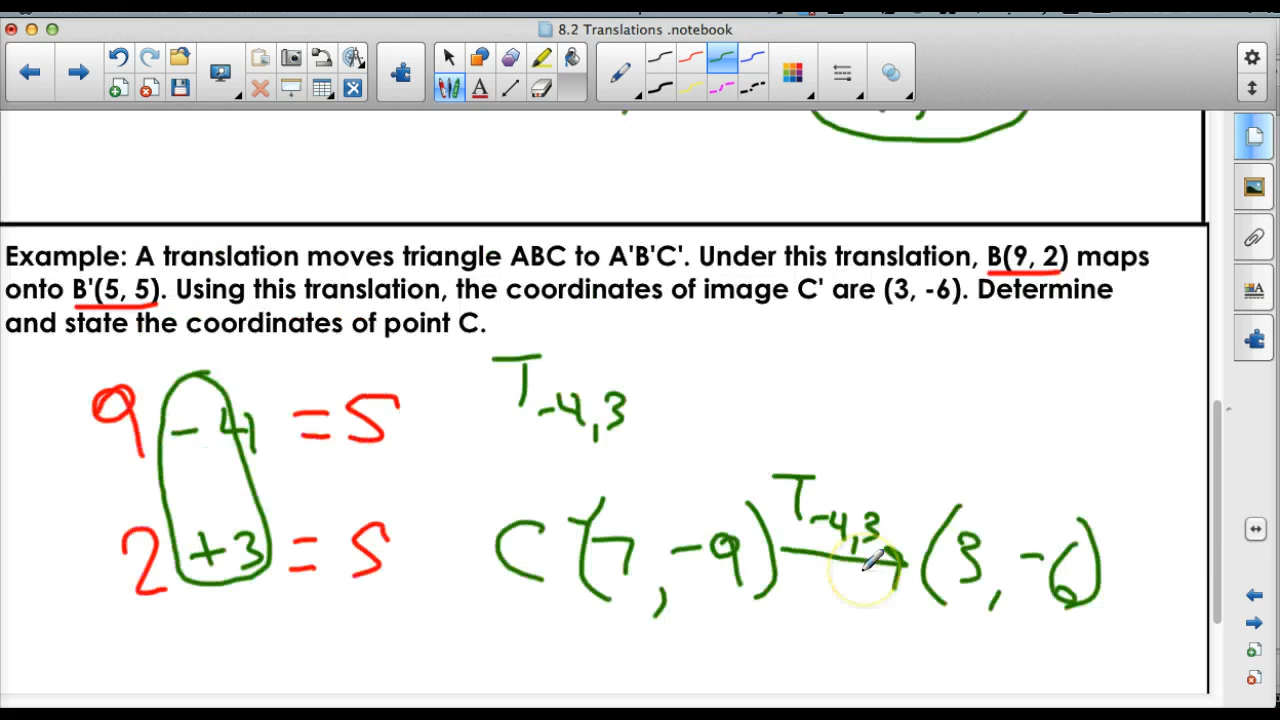 8.2 Translations .notebook
Example: A translation moves triangle ABC to A'B'C'. Under this translation, B(9, 2) maps
onto B'(5, 5). Using this translation, the coordinates of image C' are (3, -6). Determine
and state the coordinates of point C.
9 -4 = 5
T-4,3
2 +3 = 5
C (7, -9) T-4,3 → (3, -6)